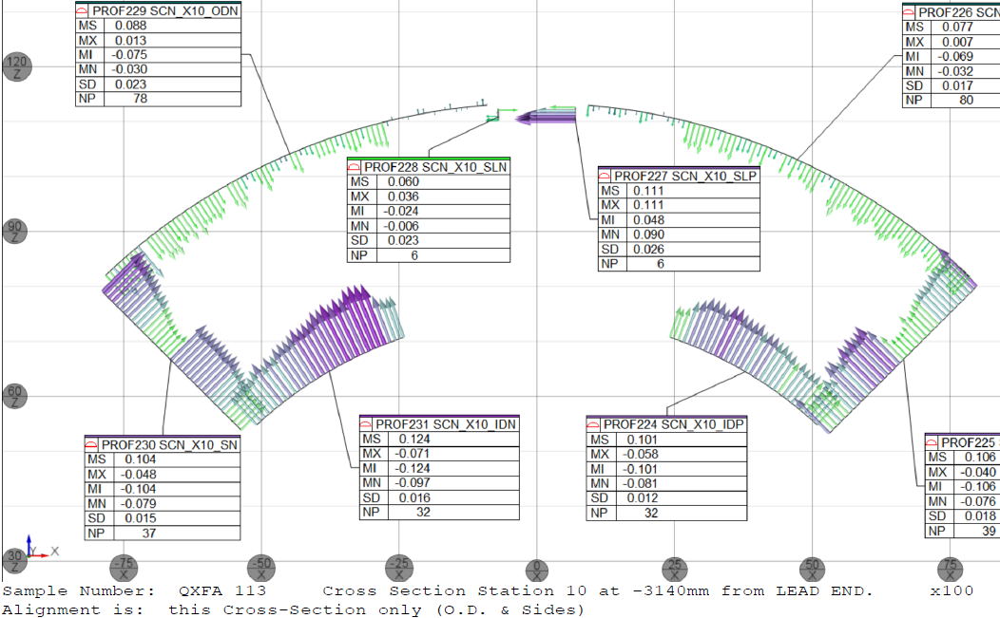 PROF229 SCN_X10_ODN
MS 0.088
MX 0.013
MI -0.075
MN -0.030
SD 0.023
NP 78
PROF226 SCN
MS 0.077
MX 0.007
MI -0.069
MN -0.032
SD 0.017
NP 80
120
Z
PROF228 SCN_X10_SLN
MS 0.060
MX 0.036
MI -0.024
MN -0.006
SD 0.023
NP 6
PROF227 SCN_X10_SLP
MS 0.111
MX 0.111
MI 0.048
MN 0.090
SD 0.026
NP 6
90
Z
60
Z
PROF230 SCN_X10_SN
MS 0.104
MX -0.048
MI -0.104
MN -0.079
SD 0.015
NP 37
PROF231 SCN_X10_IDN
MS 0.124
MX -0.071
MI -0.124
MN -0.097
SD 0.016
NP 32
PROF224 SCN_X10_IDP
MS 0.101
MX -0.058
MI -0.101
MN -0.081
SD 0.012
NP 32
PROF225
MS 0.106
MX -0.040
MI -0.106
MN -0.076
SD 0.018
NP 39
30
Z
Y X
-75
X
-50
X
-25
X
0
X
25
X
50
X
75
X
Sample Number: QXFA 113 Cross Section Station 10 at -3140mm from LEAD END. x100
Alignment is: this Cross-Section only (O.D. & Sides)